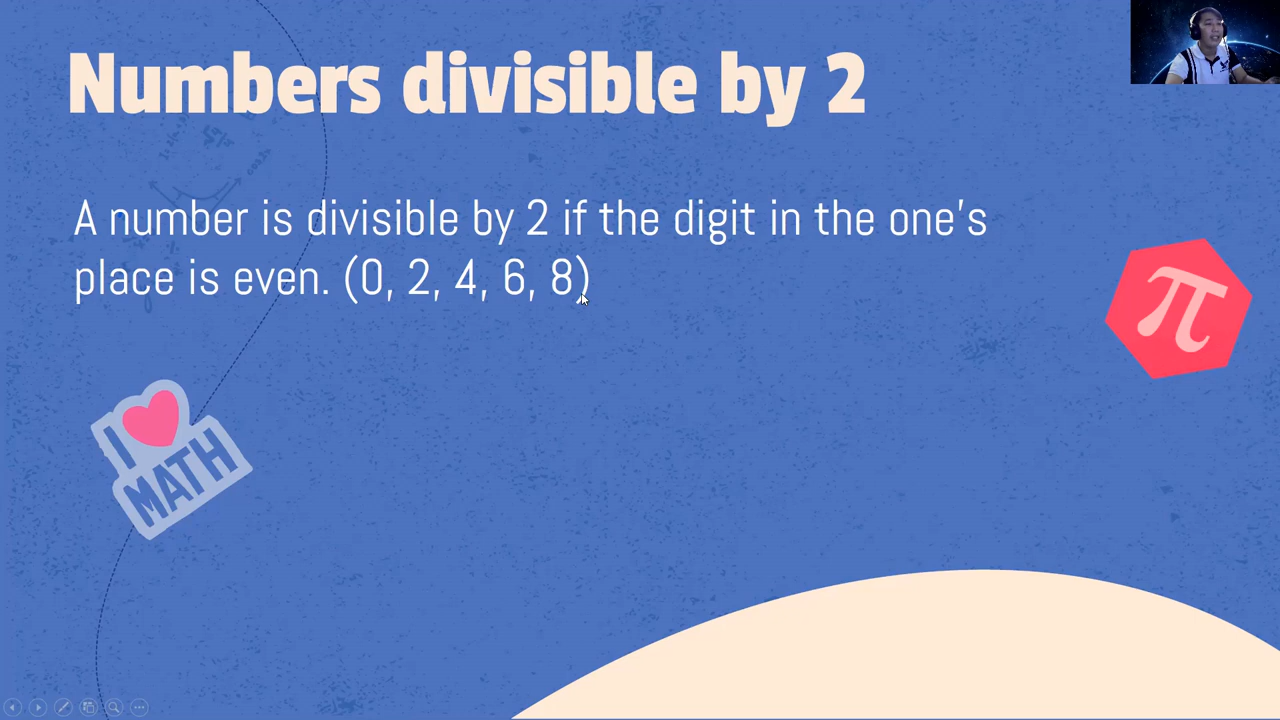 Numbers divisible by 2
A number is divisible by 2 if the digit in the one's
place is even. (0, 2, 4, 6, 8)
π
I
MATH